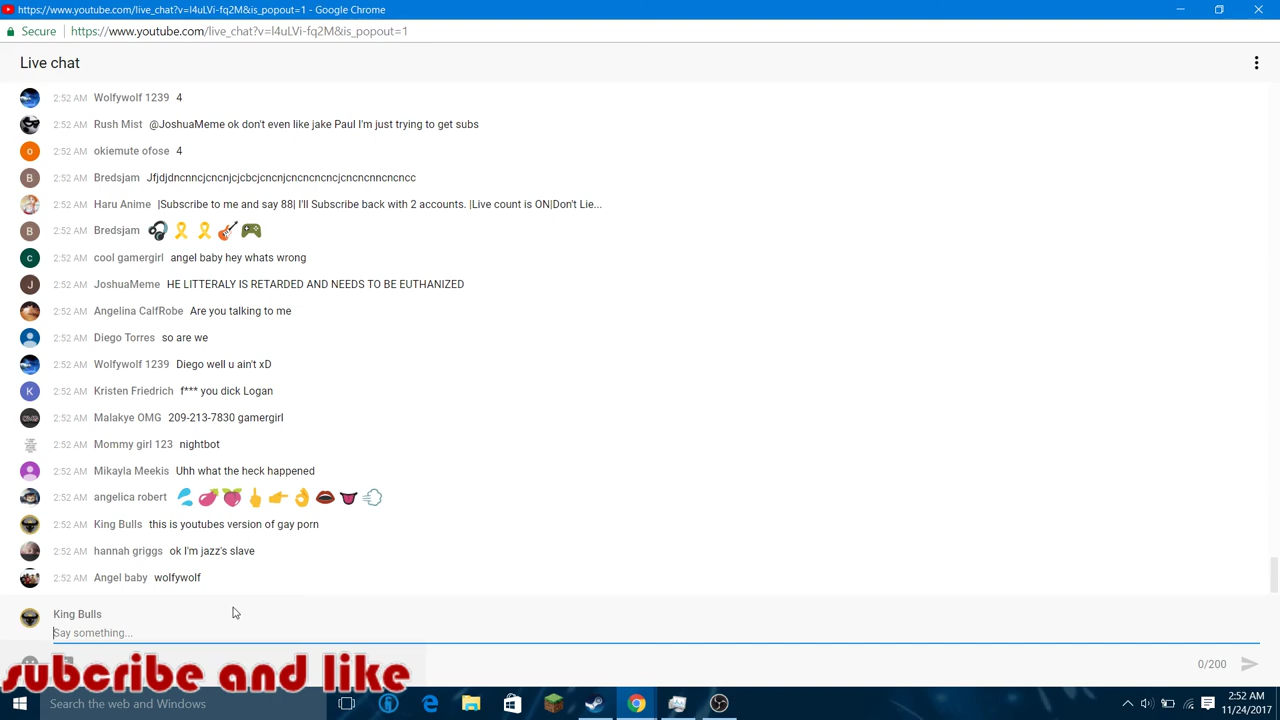 https://www.youtube.com/live_chat?v=l4uLVi-fq2M&is_popout=1 - Google Chrome
Secure https://www.youtube.com/live_chat?v=l4uLVi-fq2M&is_popout=1
Live chat
2:52 AM Wolfywolf 1239 4
2:52 AM Rush Mist @JoshuaMeme ok don't even like jake Paul I'm just trying to get subs
o 2:52 AM okiemute ofose 4
B 2:52 AM Bredsjam Jfjdjdncnncjcncnjcjcbcjcncnjcncncncncjcncncnncncncc
2:52 AM Haru Anime |Subscribe to me and say 88| I'll Subscribe back with 2 accounts. |Live count is ON|Don't Lie...
B 2:52 AM Bredsjam 🎧🎗️🎗️🎸🎮
c 2:52 AM cool gamergirl angel baby hey whats wrong
J 2:52 AM JoshuaMeme HE LITTERALY IS RETARDED AND NEEDS TO BE EUTHANIZED
2:52 AM Angelina CalfRobe Are you talking to me
2:52 AM Diego Torres so are we
2:52 AM Wolfywolf 1239 Diego well u ain't xD
K 2:52 AM Kristen Friedrich f*** you dick Logan
2:52 AM Malakye OMG 209-213-7830 gamergirl
2:52 AM Mommy girl 123 nightbot
2:52 AM Mikayla Meekis Uhh what the heck happened
2:52 AM angelica robert 💦🍆🍑🖕👉👌👄👅💨
2:52 AM King Bulls this is youtubes version of gay porn
2:52 AM hannah griggs ok I'm jazz's slave
2:52 AM Angel baby wolfywolf
King Bulls
Say something...
0/200
subcribe and like
Search the web and Windows
2:52 AM
11/24/2017